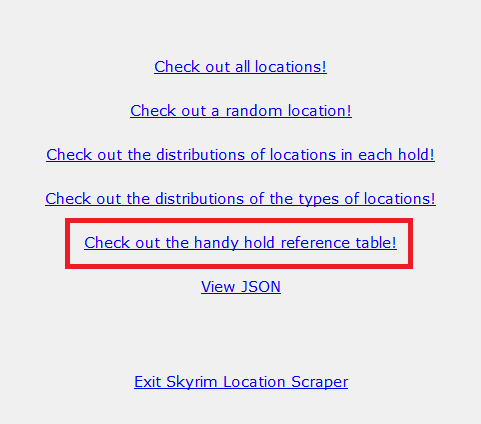 Check out all locations!
Check out a random location!
Check out the distributions of locations in each hold!
Check out the distributions of the types of locations!
Check out the handy hold reference table!
View JSON
Exit Skyrim Location Scraper